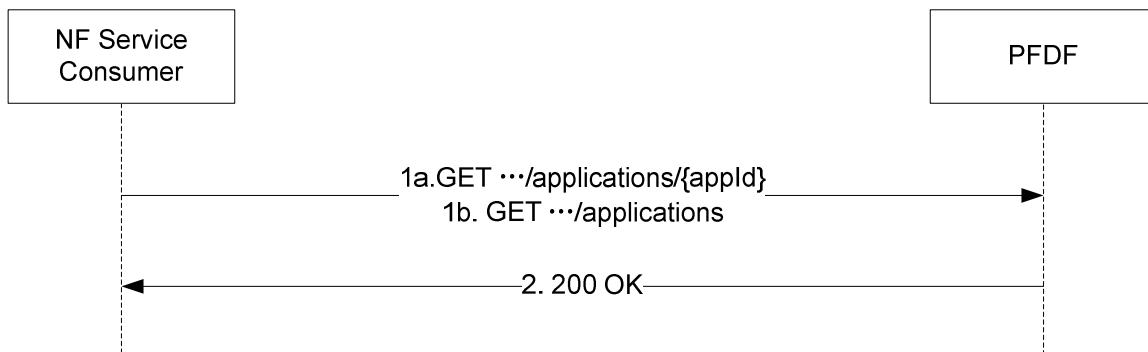 NF Service
Consumer
PFDF
1a.GET ···/applications/{appId}
1b. GET ···/applications
2. 200 OK